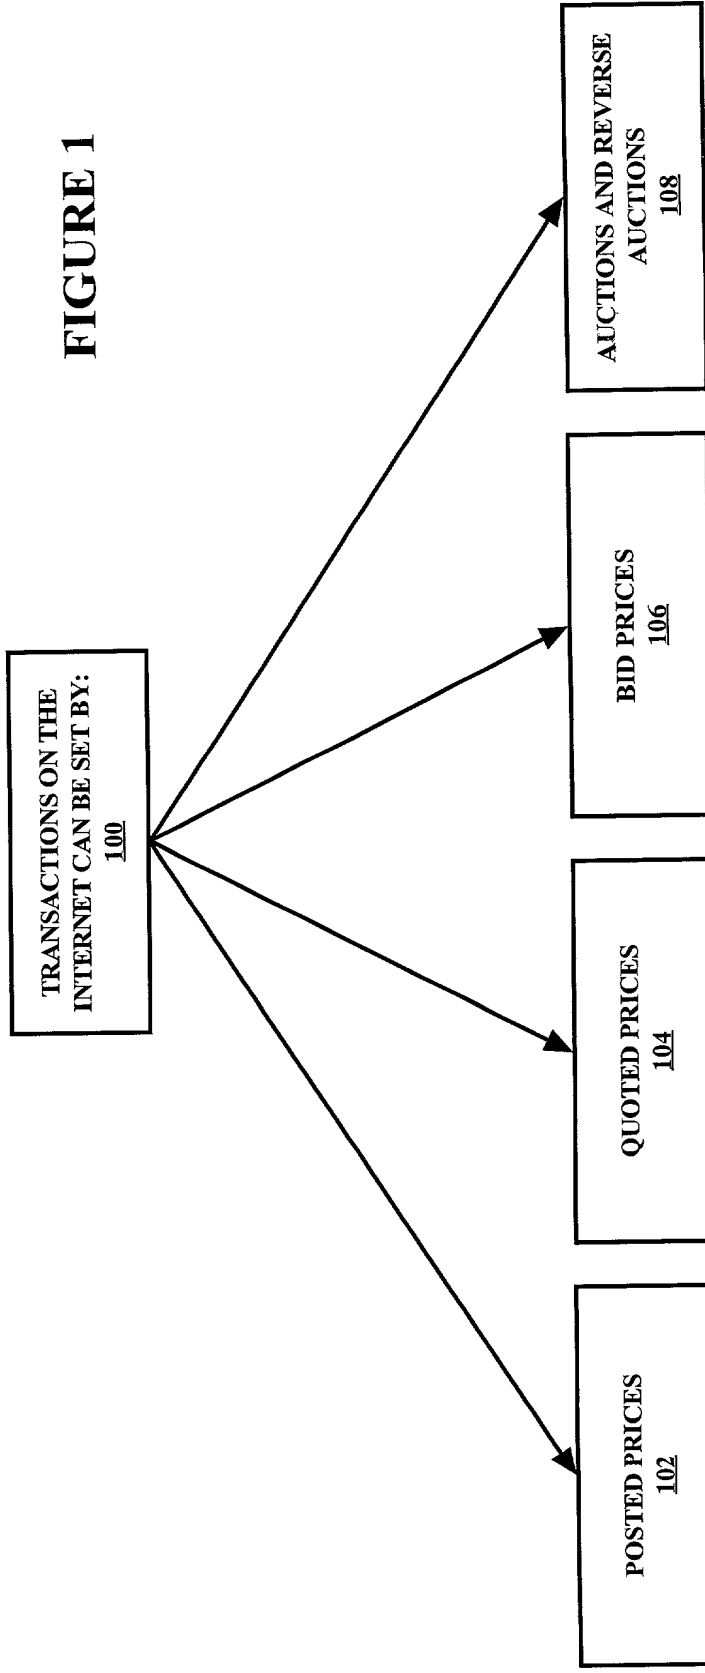 FIGURE 1
TRANSACTIONS ON THE
INTERNET CAN BE SET BY:
100
POSTED PRICES
102
QUOTED PRICES
104
BID PRICES
106
AUCTIONS AND REVERSE
AUCTIONS
108